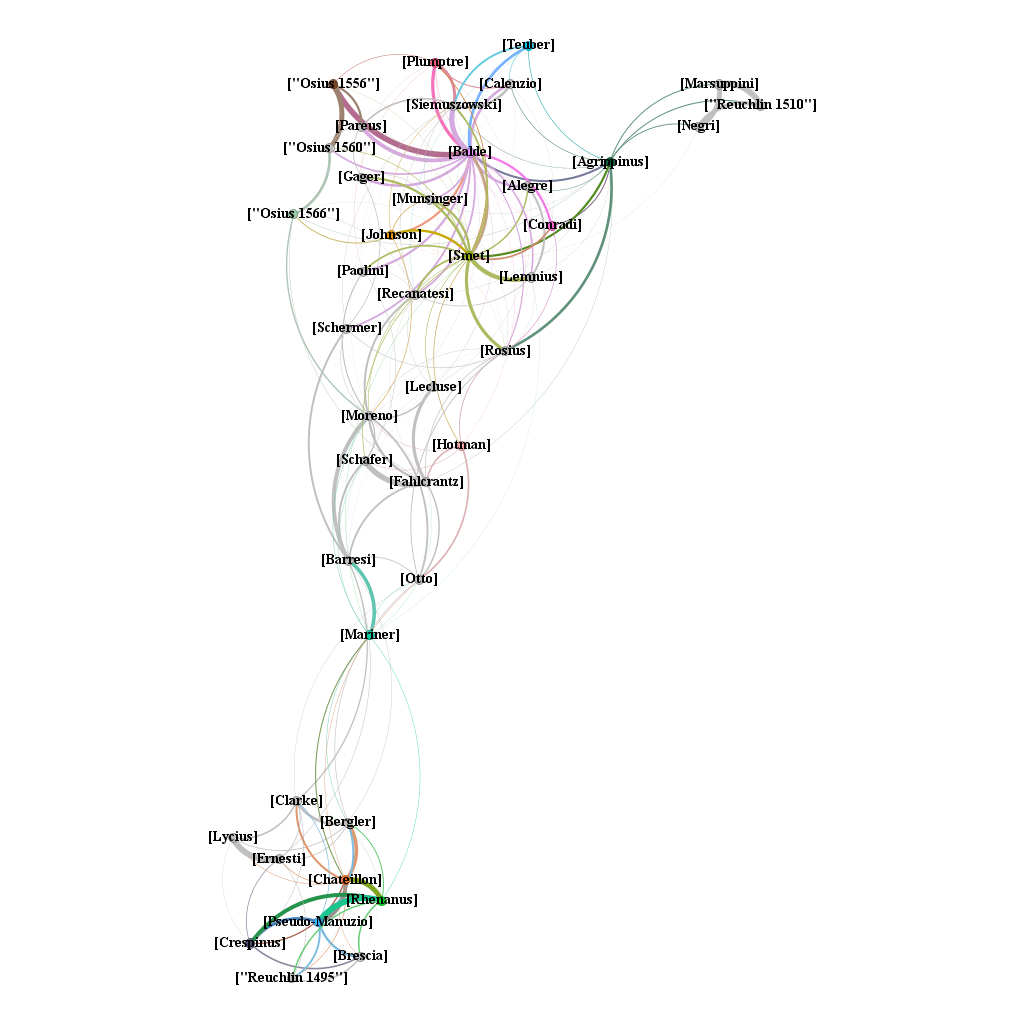 [Teuber]
[Plumptre]
[''Osius 1556'']
[Calenzio]
[Marsuppini]
[Siemuszowski]
[''Reuchlin 1510'']
[Pareus]
[Negri]
[''Osius 1560'']
[Balde]
[Agrippinus]
[Gager]
[Alegre]
[Munsinger]
[''Osius 1566'']
[Conradi]
[Johnson]
[Smet]
[Paolini]
[Lemnius]
[Recanatesi]
[Schermer]
[Rosius]
[Lecluse]
[Moreno]
[Hotman]
[Schafer]
[Fahlcrantz]
[Barresi]
[Otto]
[Mariner]
[Clarke]
[Bergler]
[Lycius]
[Ernesti]
[Chateillon]
[Rhenanus]
[Pseudo-Manuzio]
[Crespinus]
[Brescia]
[''Reuchlin 1495'']